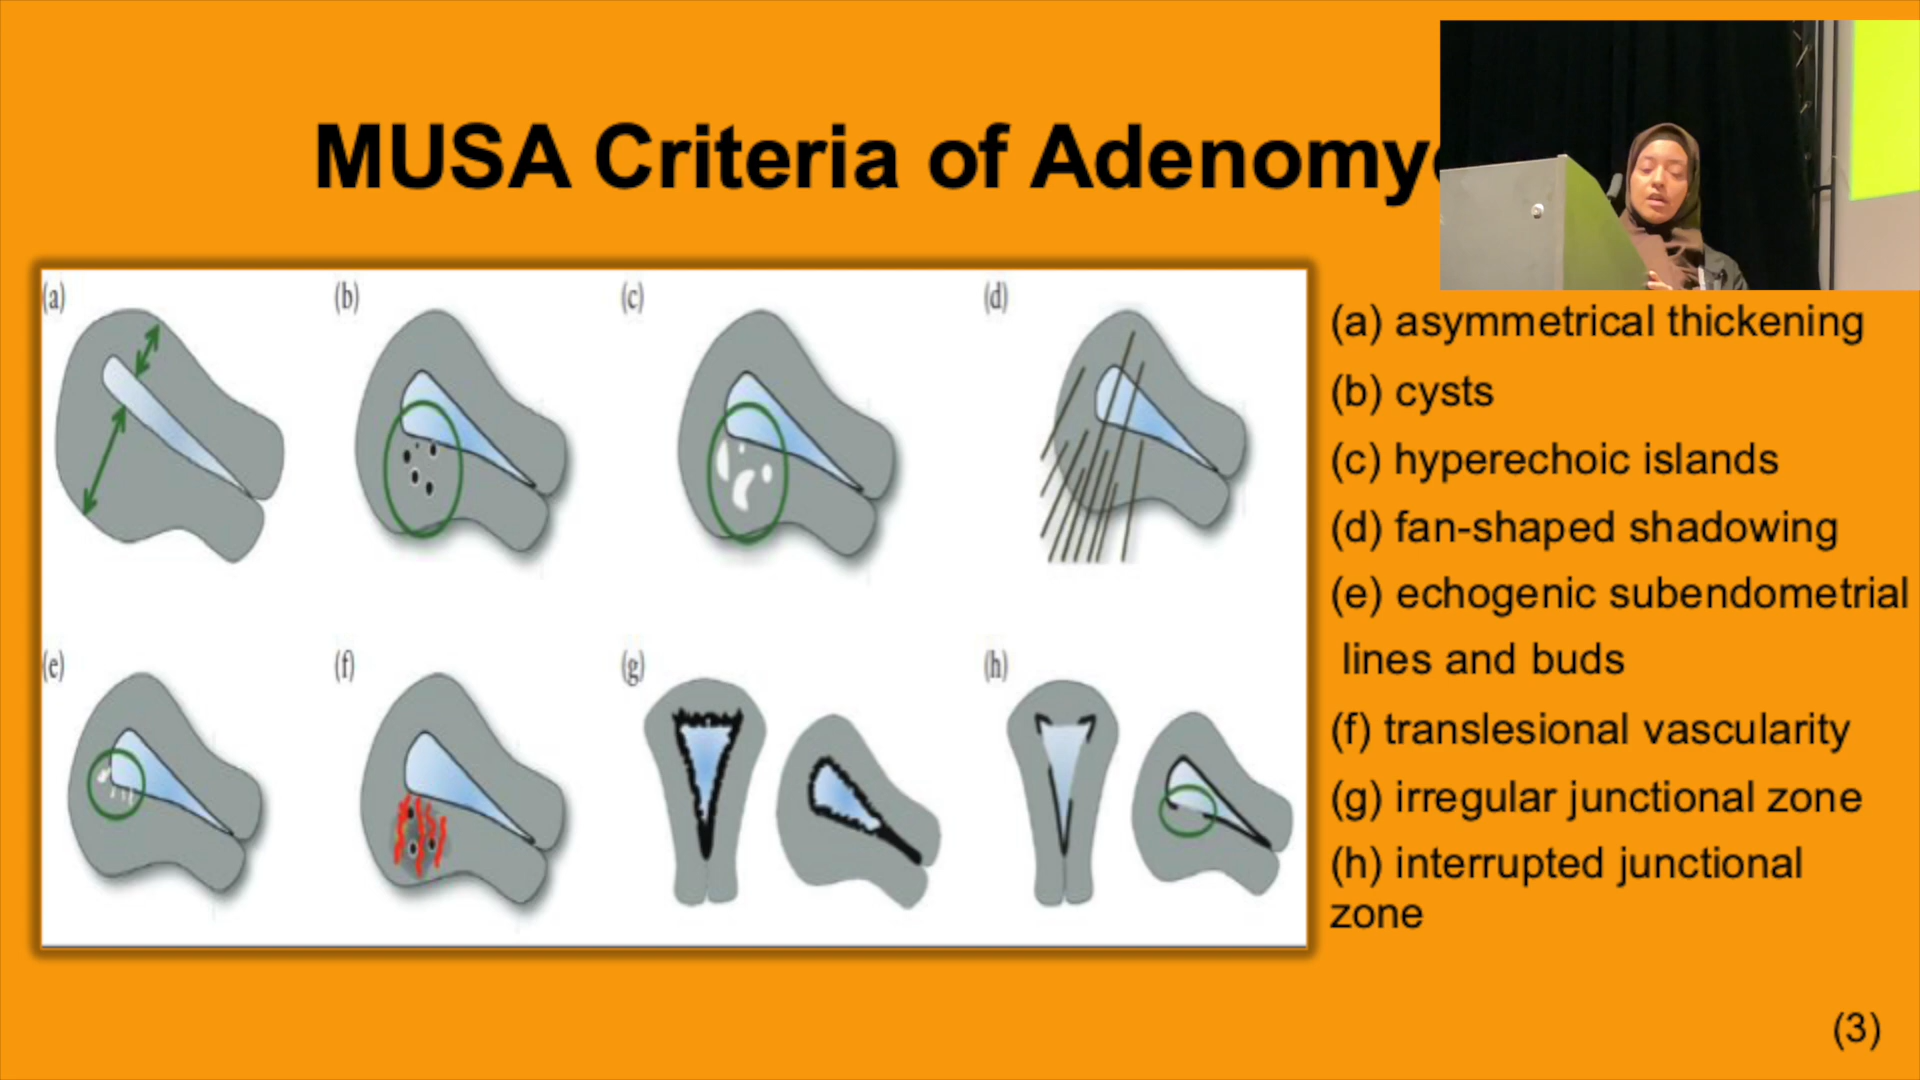 MUSA Criteria of Adenomy
(a)
(b)
(c)
(d)
(e)
(f)
(g)
(h)
(a) asymmetrical thickening
(b) cysts
(c) hyperechoic islands
(d) fan-shaped shadowing
(e) echogenic subendometrial
lines and buds
(f) translesional vascularity
(g) irregular junctional zone
(h) interrupted junctional
zone
(3)